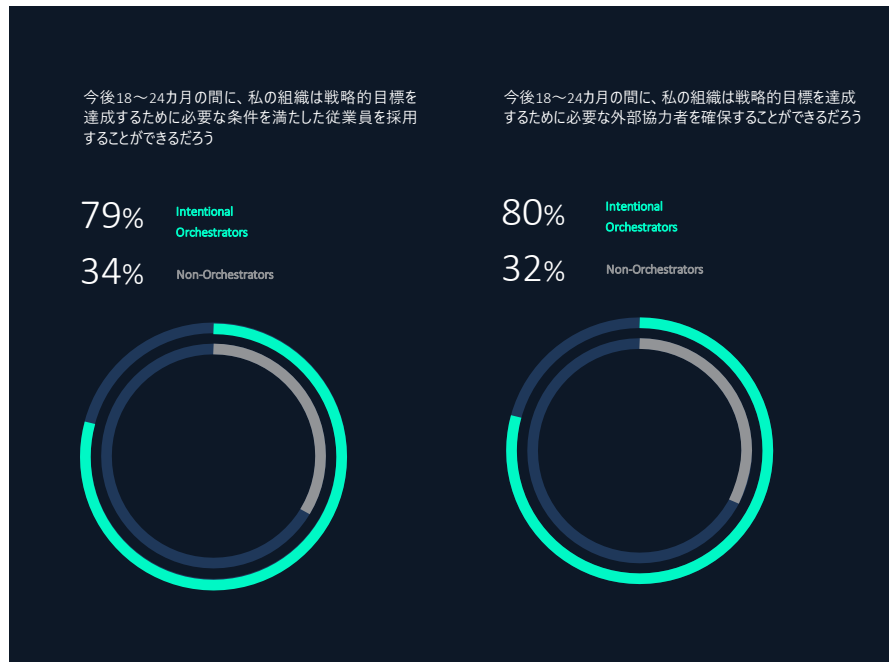 今後18～24カ月の間に、私の組織は戦略的目標を
達成するために必要な条件を満たした従業員を採用
することができるだろう
79%
Intentional
Orchestrators
34%
Non-Orchestrators
今後18～24カ月の間に、私の組織は戦略的目標を達成
するために必要な外部協力者を確保することができるだろう
80%
Intentional
Orchestrators
32%
Non-Orchestrators